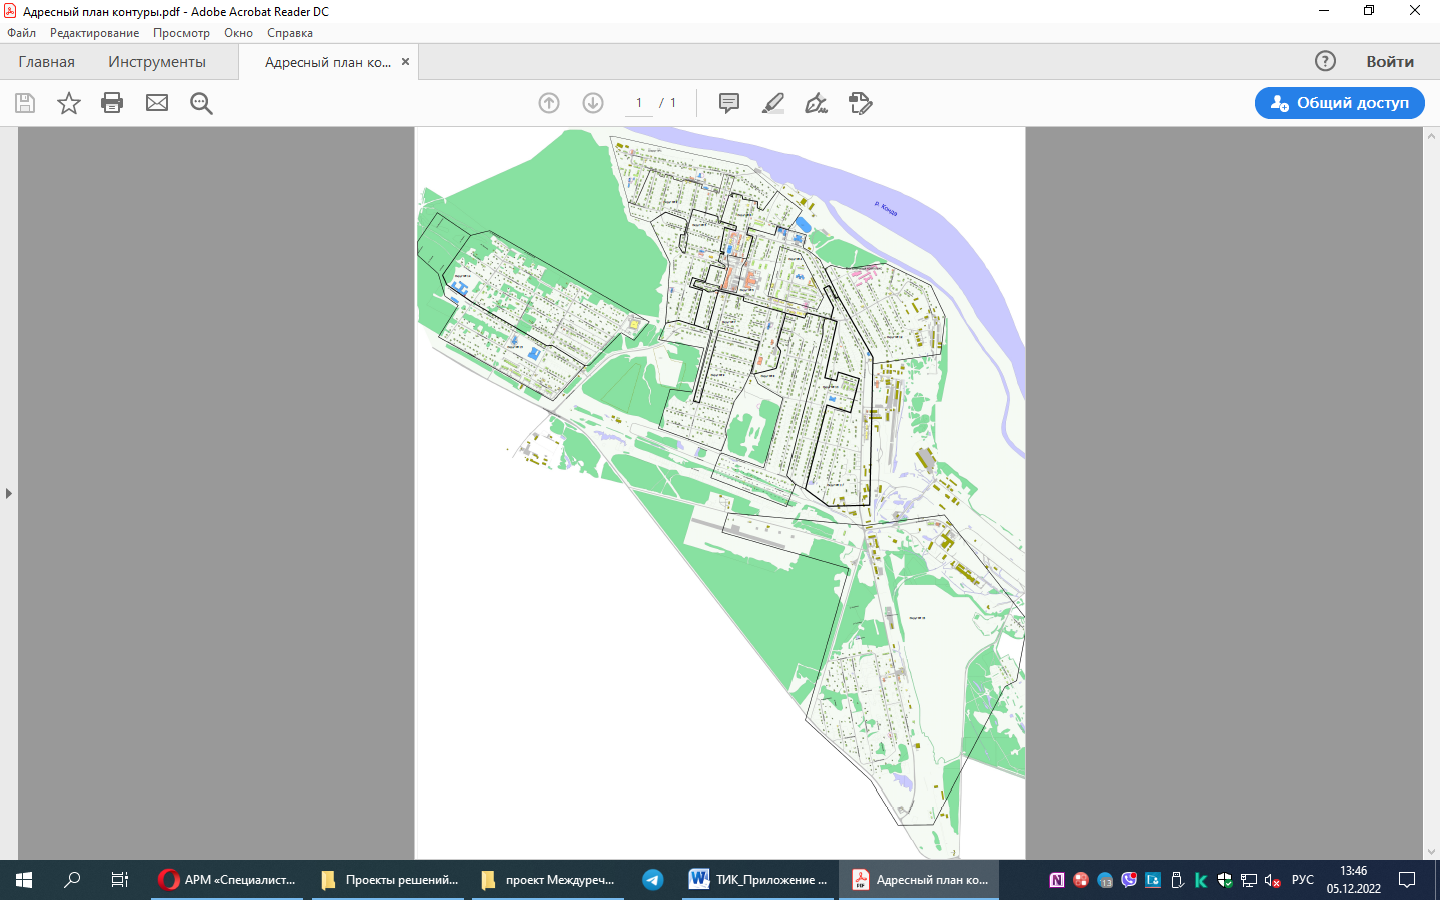 Адресный план контуры.pdf - Adobe Acrobat Reader DC
Файл Редактирование Просмотр Окно Справка
Главная Инструменты Адресный план ко... × ? Войти
1 / 1 Общий доступ
р. Конда
АРМ «Специалист... Проекты решений... проект Междуреч... ТИК_Приложение ... Адресный план ко... 13 РУС 13:46
05.12.2022